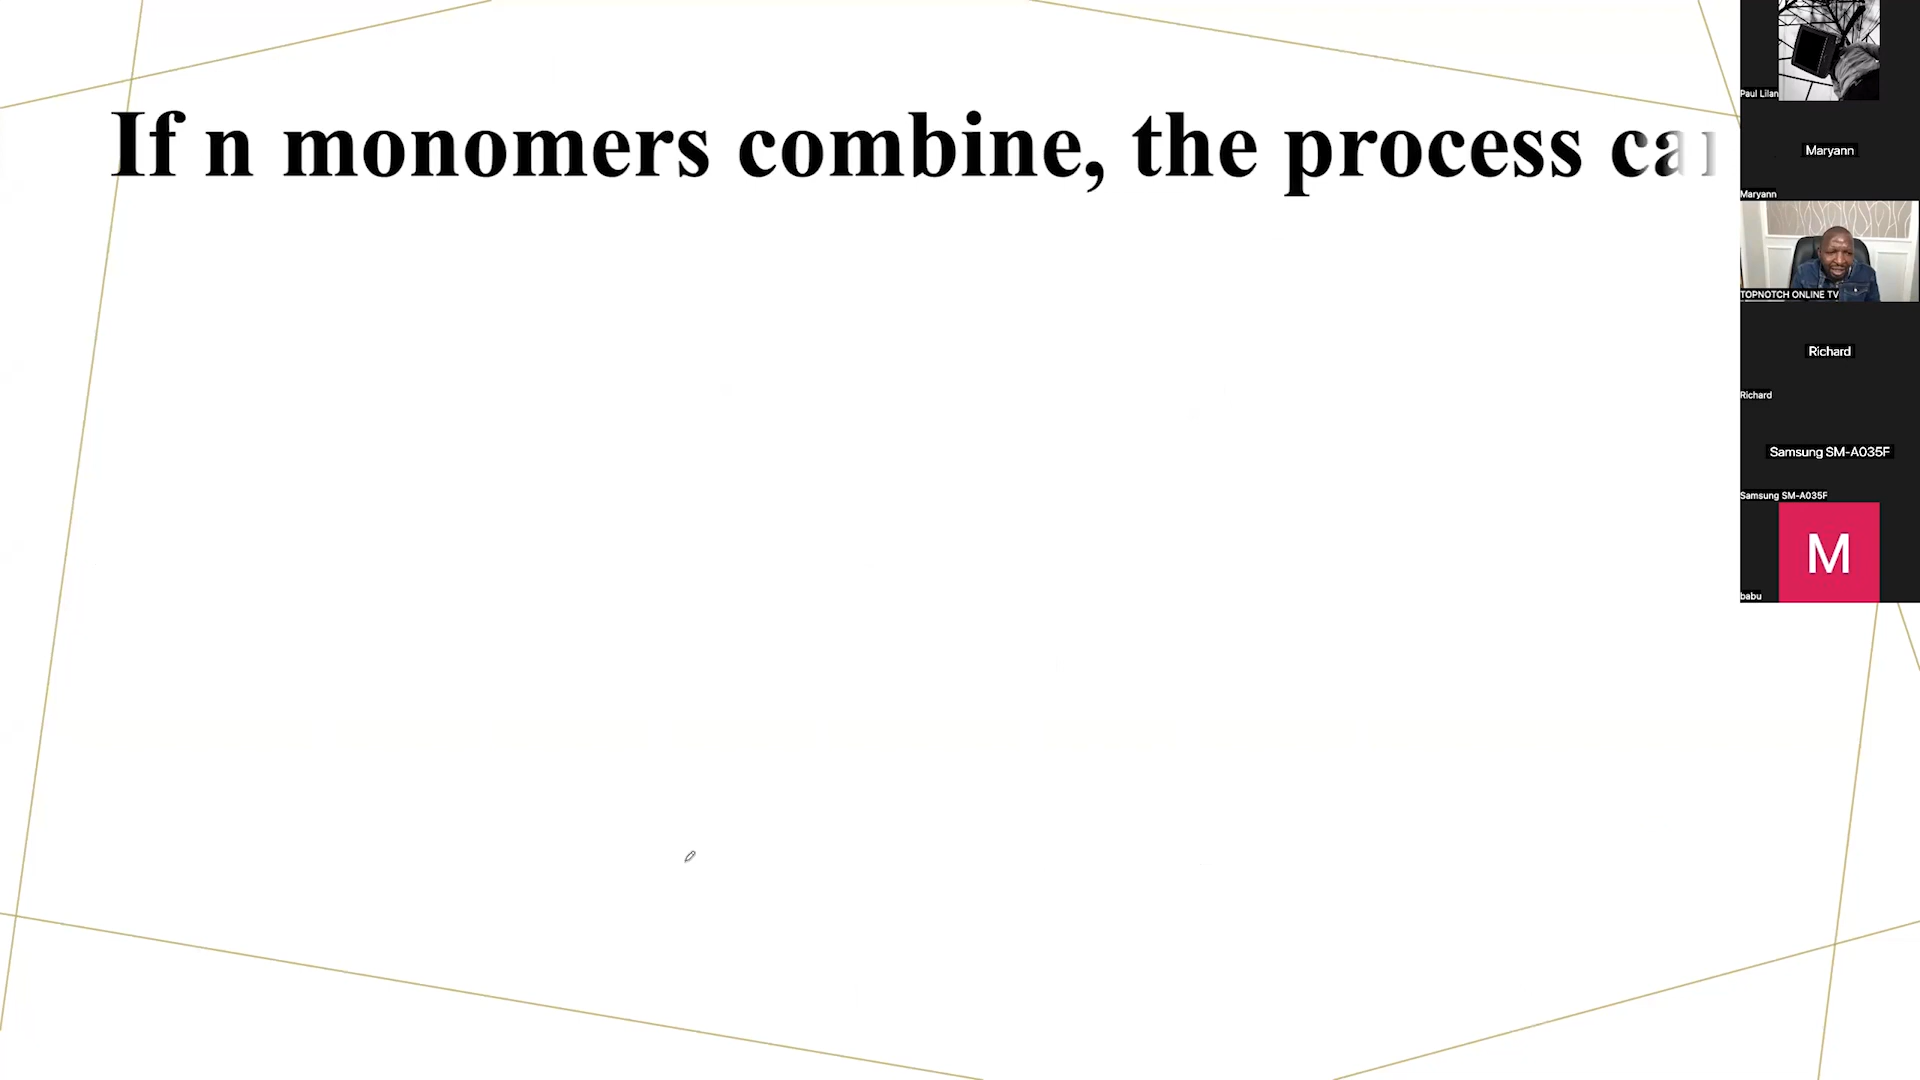 If n monomers combine, the process
Paul Lilan
Maryann
Maryann
TOPNOTCH ONLINE TV
Richard
Richard
Samsung SM-A035F
Samsung SM-A035F
M
babu